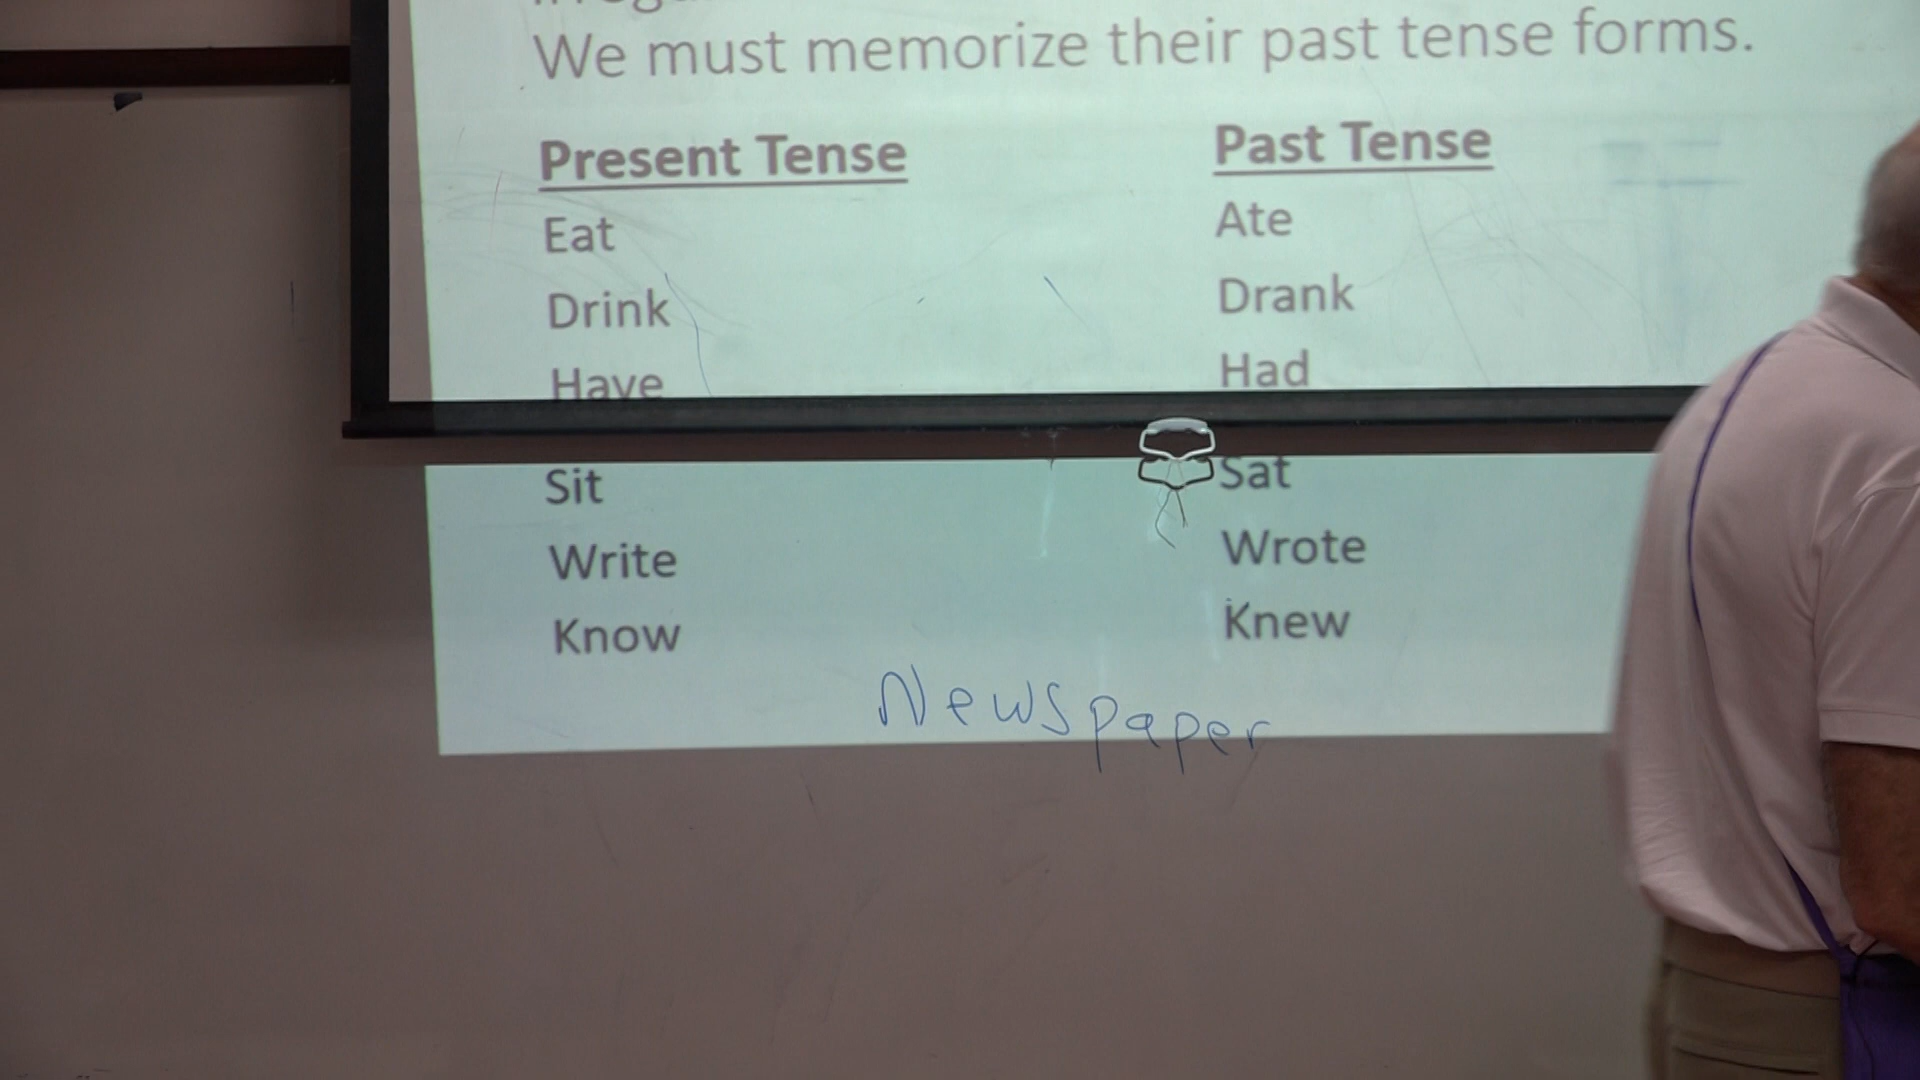 We must memorize their past tense forms.
Present Tense Past Tense
Eat Ate
Drink Drank
Have Had
Sit Sat
Write Wrote
Know Knew
Newspaper